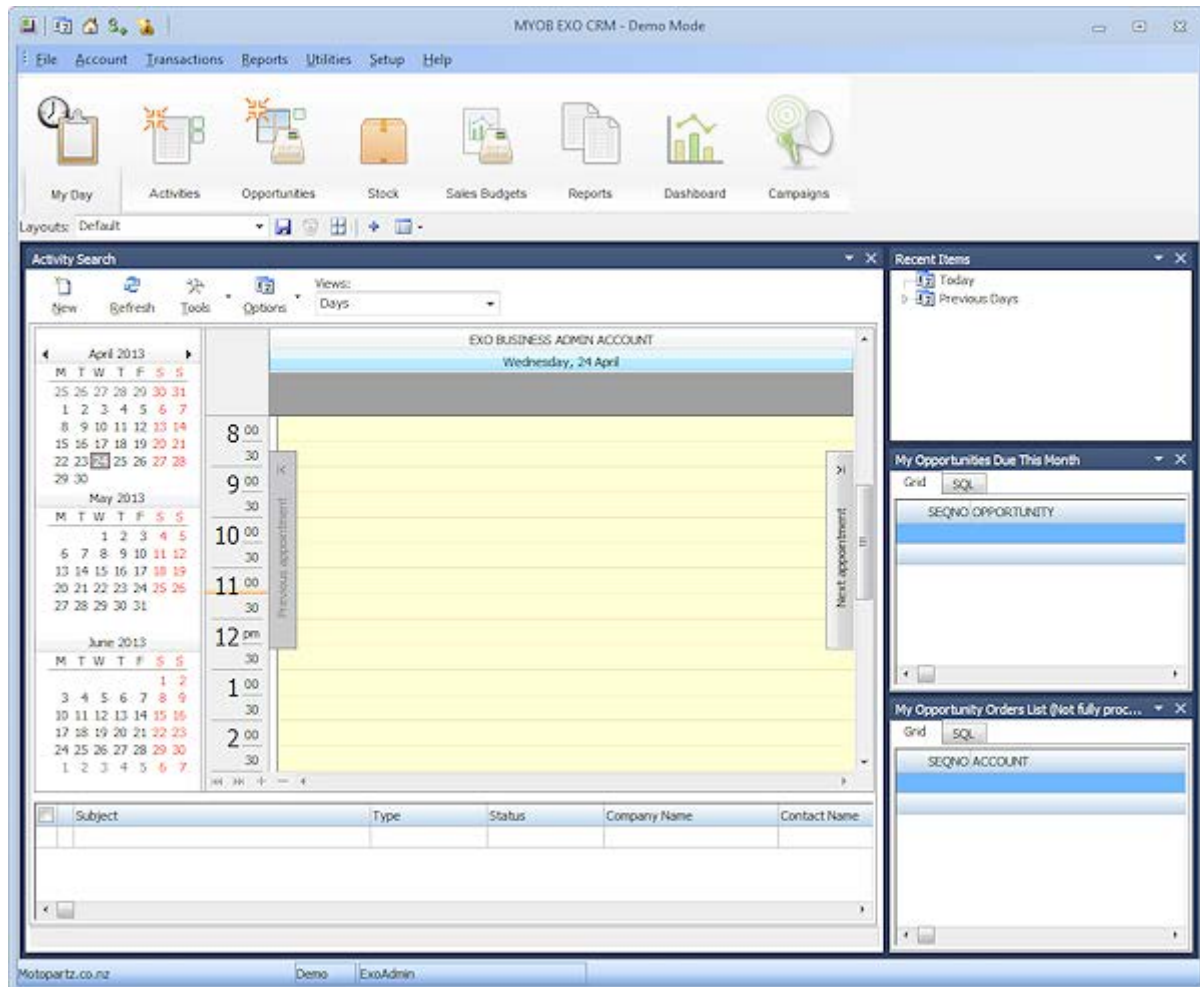 MYOB EXO CRM - Demo Mode
File Account Transactions Reports Utilities Setup Help
My Day Activities Opportunities Stock Sales Budgets Reports Dashboard Campaigns
Layouts: Default
Activity Search
New Refresh Tools Options Views: Days
EXO BUSINESS ADMIN ACCOUNT
Wednesday, 24 April
April 2013
M T W T F S S
25 26 27 28 29 30 31
1 2 3 4 5 6 7
8 9 10 11 12 13 14
15 16 17 18 19 20 21
22 23 24 25 26 27 28
29 30
May 2013
M T W T F S S
1 2 3 4 5
6 7 8 9 10 11 12
13 14 15 16 17 18 19
20 21 22 23 24 25 26
27 28 29 30 31
June 2013
M T W T F S S
1 2
3 4 5 6 7 8 9
10 11 12 13 14 15 16
17 18 19 20 21 22 23
24 25 26 27 28 29 30
1 2 3 4 5 6 7
8 00
30
9 00
30
10 00
30
11 00
30
12 pm
30
1 00
30
2 00
30
Previous appointment
Next appointment
Subject Type Status Company Name Contact Name
Recent Items
Today
Previous Days
My Opportunities Due This Month
Grid SQL
SEQNO OPPORTUNITY
My Opportunity Orders List (Not fully proc...
Grid SQL
SEQNO ACCOUNT
Motopartz.co.nz Demo ExoAdmin